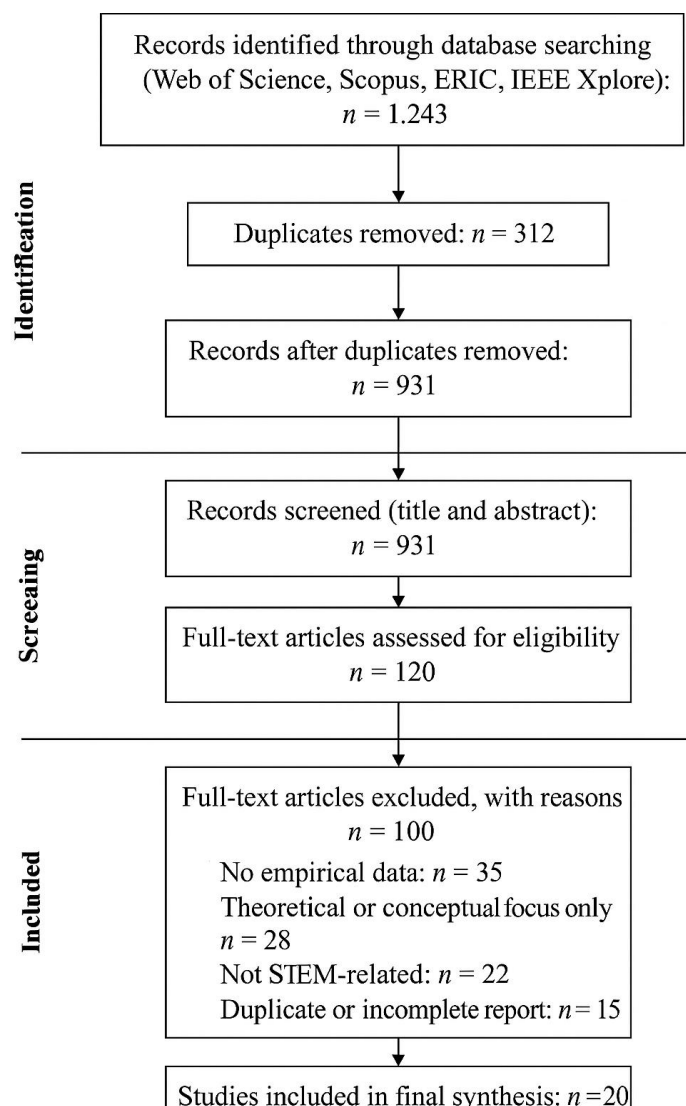 Records identified through database searching
(Web of Science, Scopus, ERIC, IEEE Xplore):
n = 1.243
Identification
Duplicates removed: n = 312
Records after duplicates removed:
n = 931
Screeaing
Records screened (title and abstract):
n = 931
Full-text articles assessed for eligibility
n = 120
Included
Full-text articles excluded, with reasons
n = 100
No empirical data: n = 35
Theoretical or conceptual focus only
n = 28
Not STEM-related: n = 22
Duplicate or incomplete report: n = 15
Studies included in final synthesis: n = 20